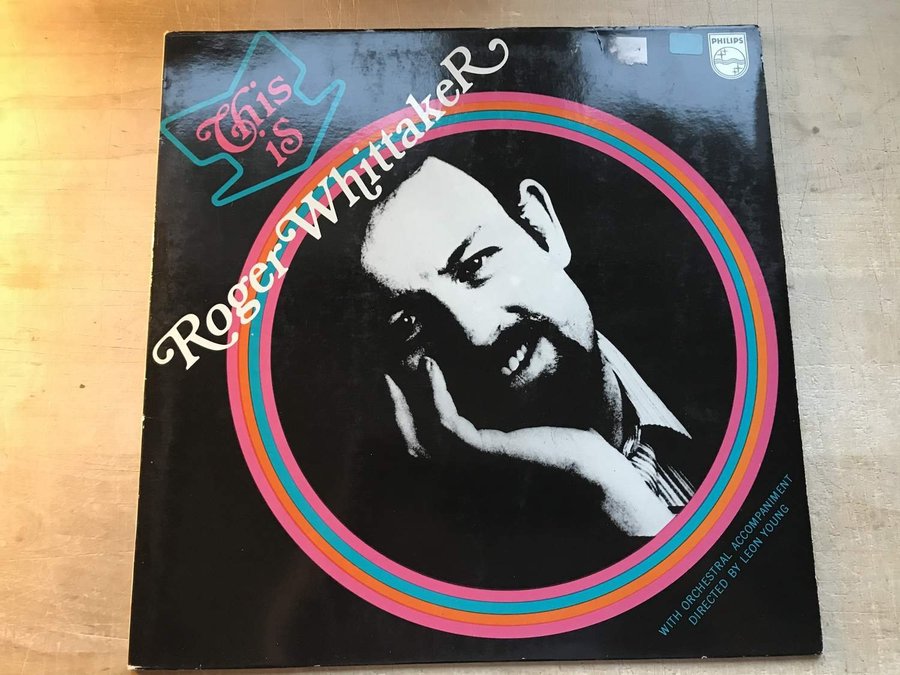 This
is
Roger WhittakeR
PHILIPS
WITH ORCHESTRAL ACCOMPANIMENT
DIRECTED BY LEON YOUNG